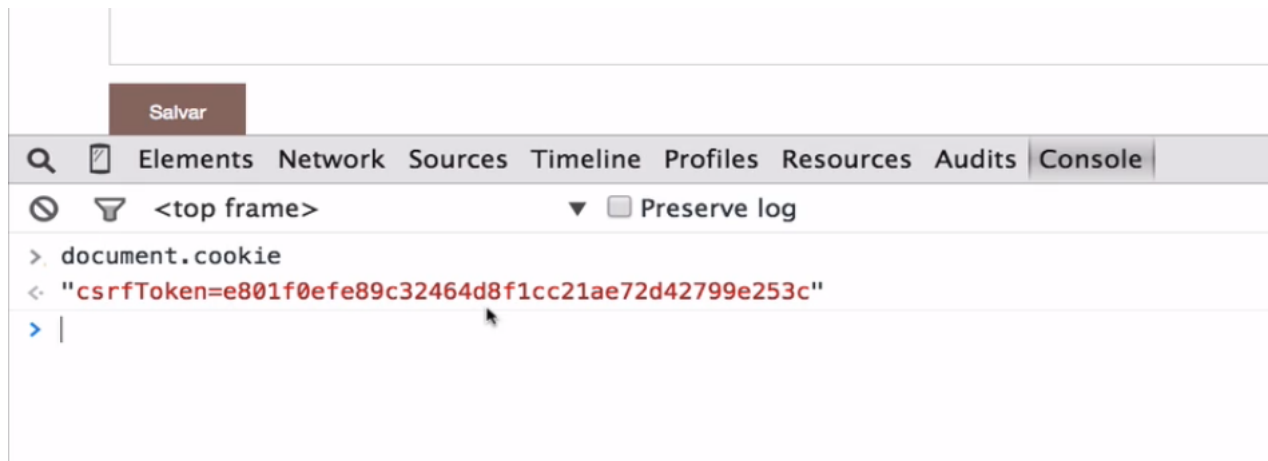 Salvar
Elements Network Sources Timeline Profiles Resources Audits Console
<top frame> ▼ Preserve log
> document.cookie
<· "csrfToken=e801f0efe89c32464d8f1cc21ae72d42799e253c"
>